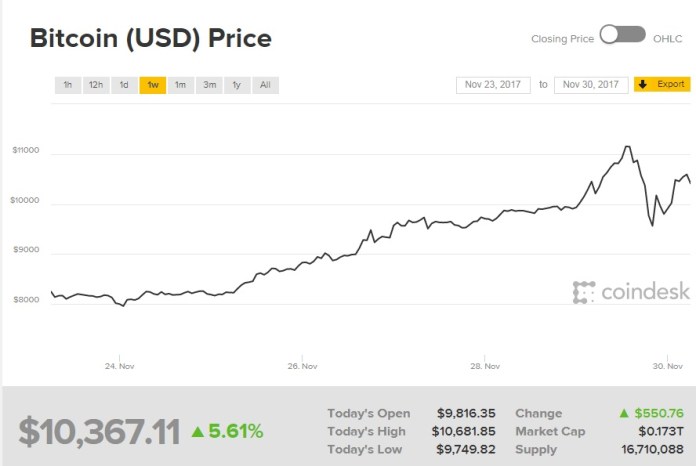 Bitcoin (USD) Price
Closing Price OHLC
1h 12h 1d 1w 1m 3m 1y All
Nov 23, 2017 to Nov 30, 2017 Export
$11000
$10000
$9000
$8000
coindesk
24. Nov 26. Nov 28. Nov 30. Nov
$10,367.11 ▲5.61%
Today's Open $9,816.35 Change ▲ $550.76
Today's High $10,681.85 Market Cap $0.173T
Today's Low $9,749.82 Supply 16,710,088